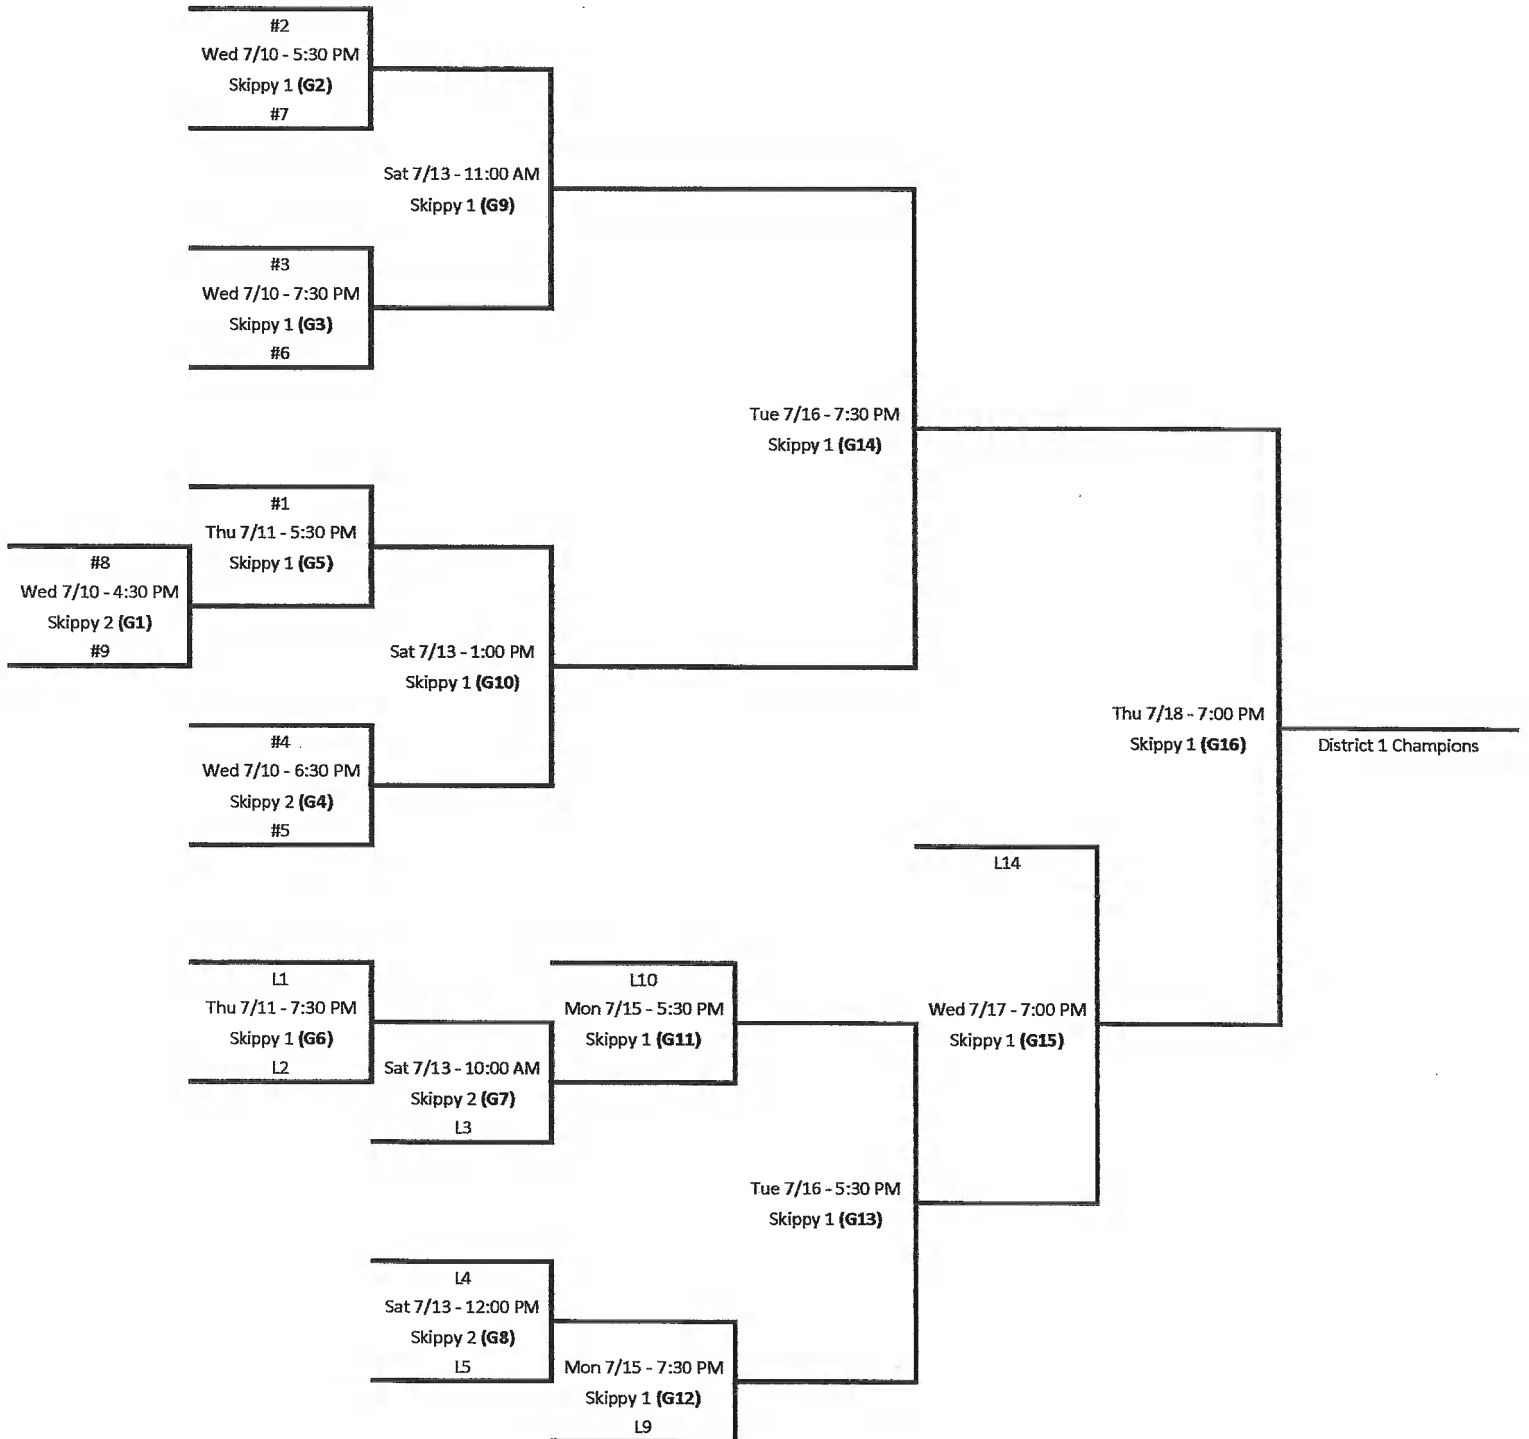 #2
Wed 7/10 - 5:30 PM
Skippy 1 (G2)
#7
Sat 7/13 - 11:00 AM
Skippy 1 (G9)
#3
Wed 7/10 - 7:30 PM
Skippy 1 (G3)
#6
Tue 7/16 - 7:30 PM
Skippy 1 (G14)
#1
Thu 7/11 - 5:30 PM
Skippy 1 (G5)
#8
Wed 7/10 - 4:30 PM
Skippy 2 (G1)
#9
Sat 7/13 - 1:00 PM
Skippy 1 (G10)
#4
Wed 7/10 - 6:30 PM
Skippy 2 (G4)
#5
Thu 7/18 - 7:00 PM
Skippy 1 (G16)
District 1 Champions
L14
Wed 7/17 - 7:00 PM
Skippy 1 (G15)
L1
Thu 7/11 - 7:30 PM
Skippy 1 (G6)
L2
L10
Mon 7/15 - 5:30 PM
Skippy 1 (G11)
Sat 7/13 - 10:00 AM
Skippy 2 (G7)
L3
Tue 7/16 - 5:30 PM
Skippy 1 (G13)
L4
Sat 7/13 - 12:00 PM
Skippy 2 (G8)
L5
Mon 7/15 - 7:30 PM
Skippy 1 (G12)
L9